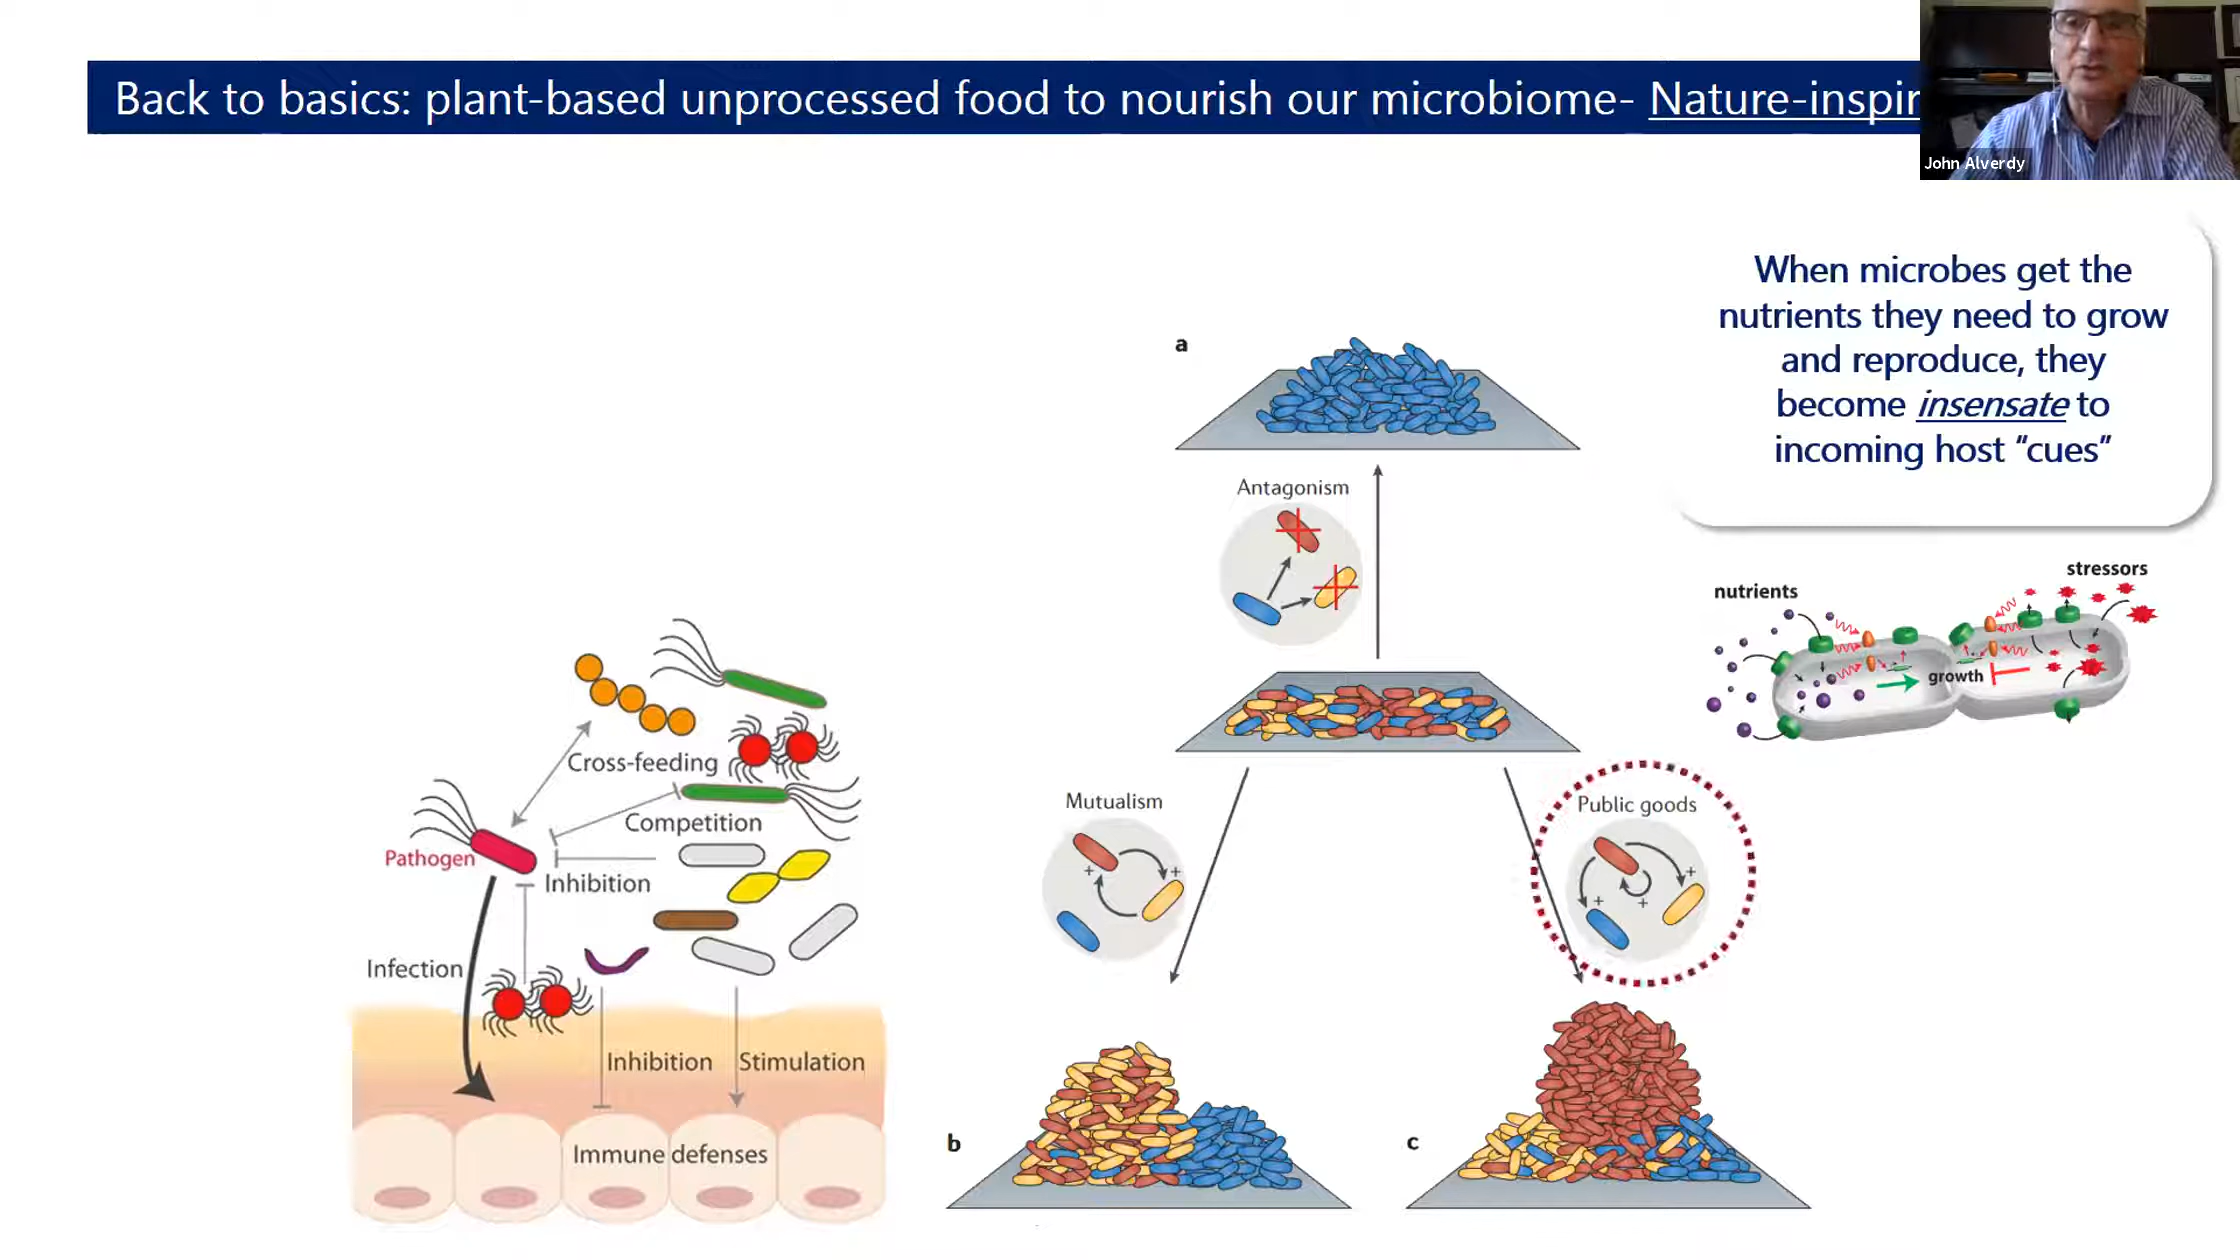 Back to basics: plant-based unprocessed food to nourish our microbiome- Nature-inspir
John Alverdy
When microbes get the
nutrients they need to grow
and reproduce, they
become insensate to
incoming host “cues”
a
Antagonism
nutrients
stressors
growth
Mutualism
+
+
Public goods
+
+
+
b
c
Cross-feeding
Competition
Pathogen
Inhibition
Infection
Inhibition
Stimulation
Immune defenses